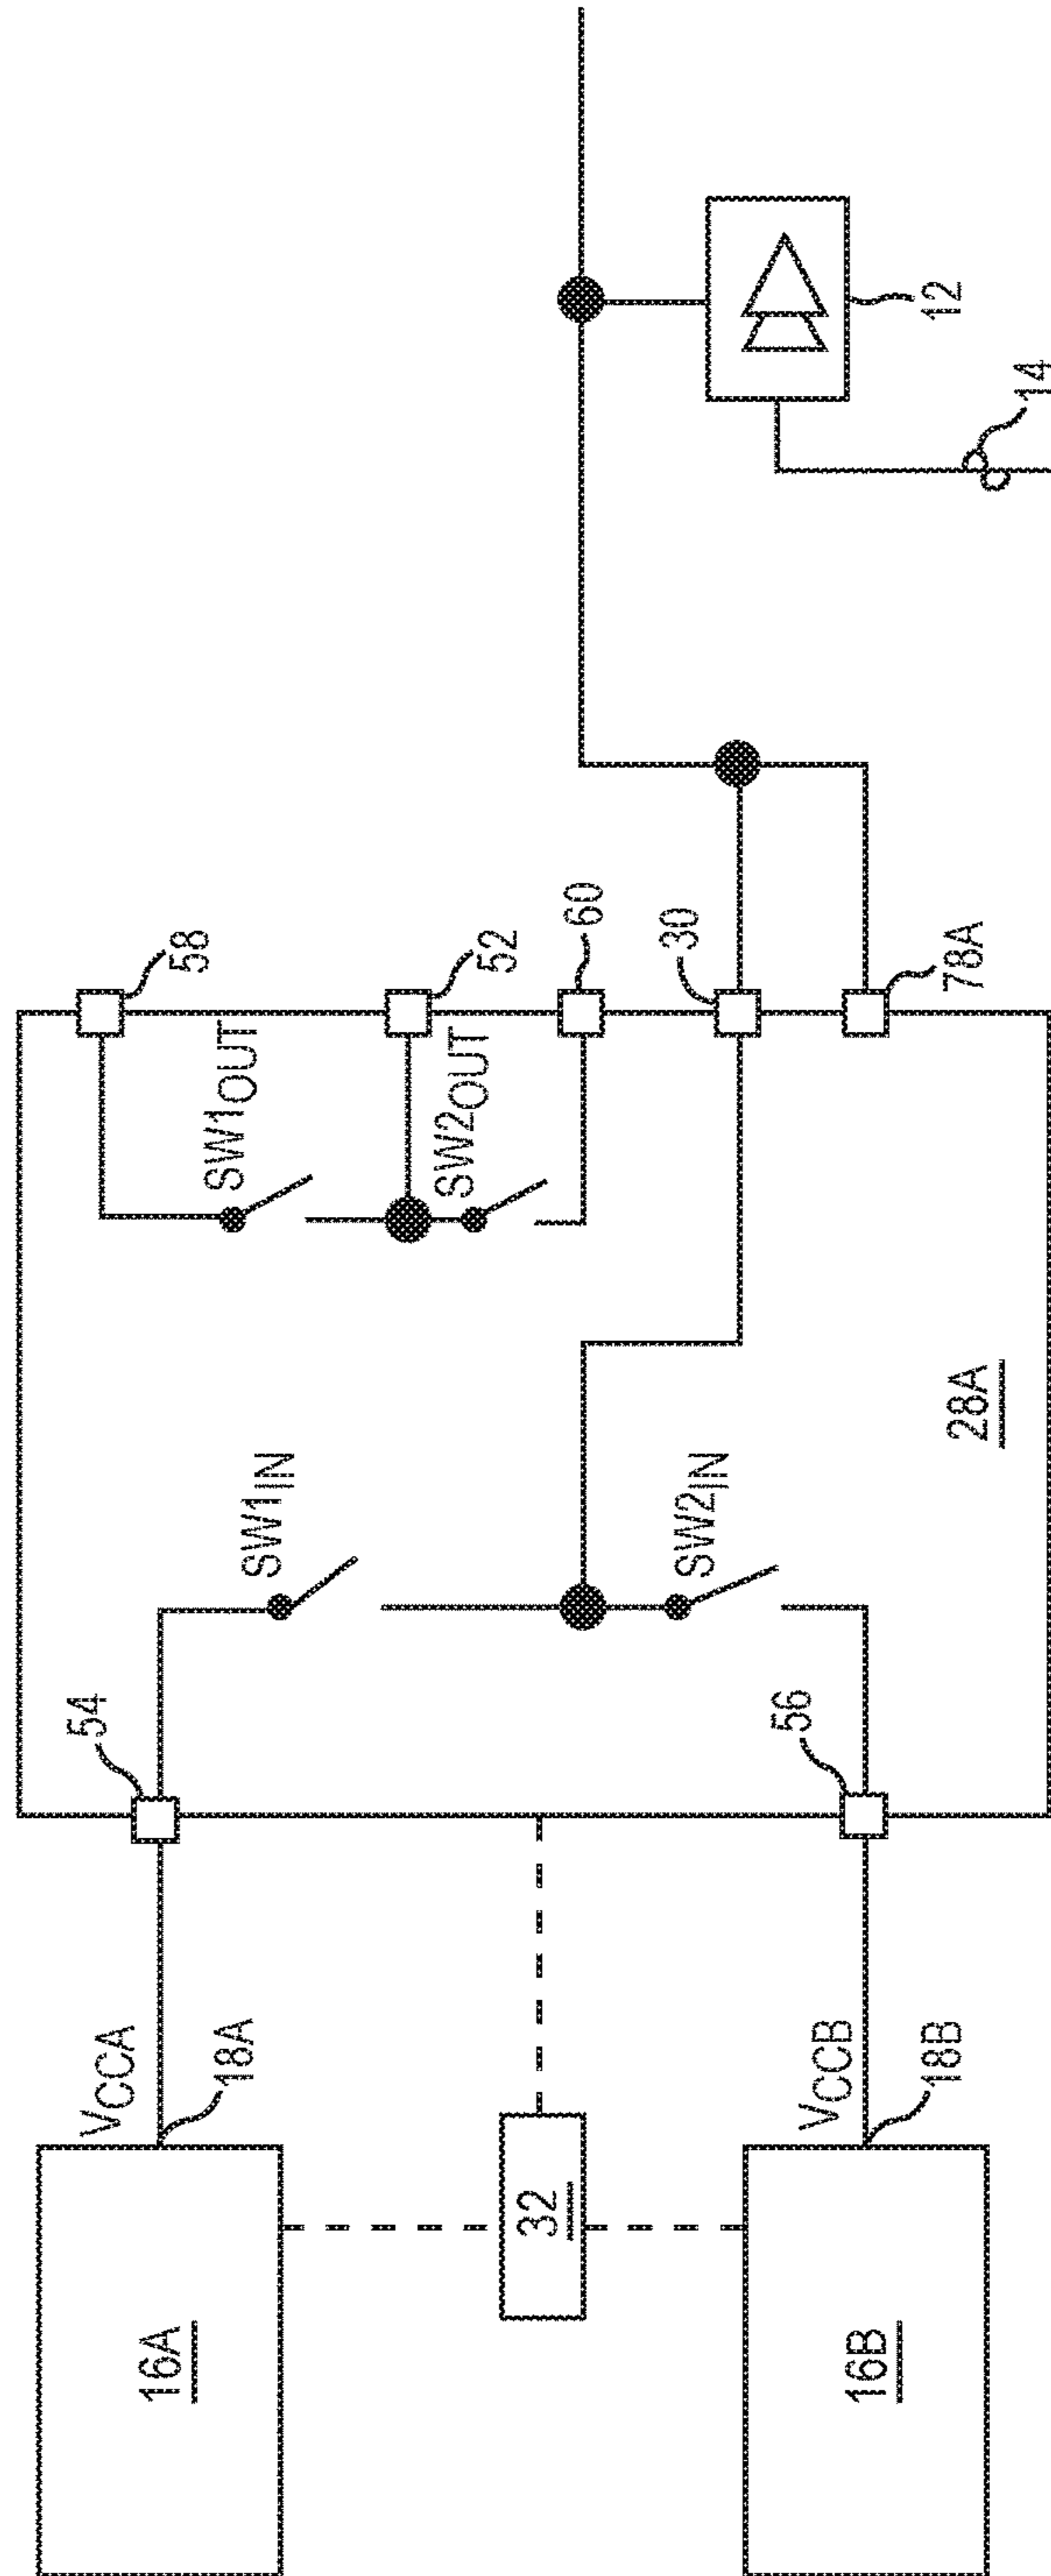 16A
18A
VCCA
32
16B
18B
VCCB
54
56
SW1IN
SW2IN
28A
SW1OUT
SW2OUT
58
52
60
30
78A
12
14